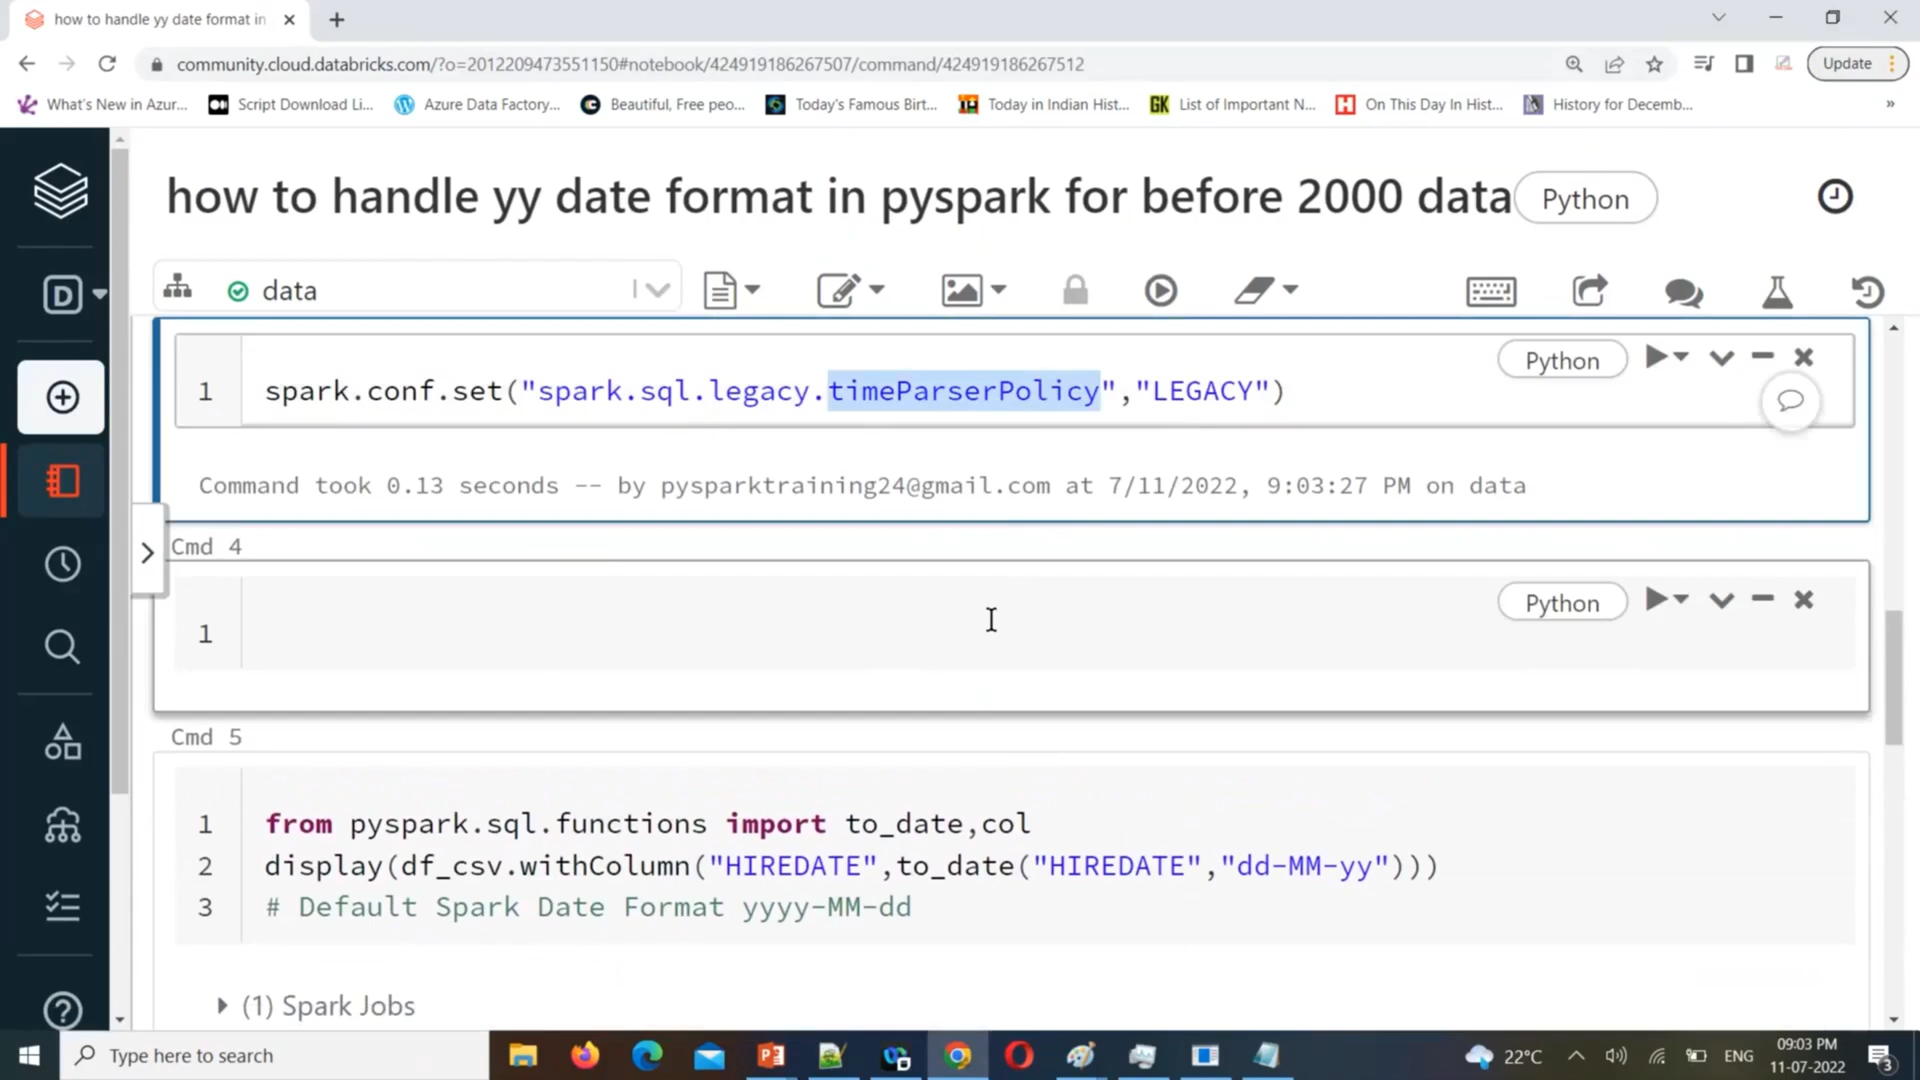 how to handle yy date format in
Update
community.cloud.databricks.com/?o=2012209473551150#notebook/424919186267507/command/424919186267512
What's New in Azur...
Script Download Li...
Azure Data Factory...
Beautiful, Free peo...
Today's Famous Birt...
Today in Indian Hist...
GK
List of Important N...
H
On This Day In Hist...
History for Decemb...
»
how to handle yy date format in pyspark for before 2000 data
Python
D
data
Python
1 spark.conf.set("spark.sql.legacy.timeParserPolicy","LEGACY")
Command took 0.13 seconds -- by pysparktraining24@gmail.com at 7/11/2022, 9:03:27 PM on data
Cmd 4
Python
1
Cmd 5
1 from pyspark.sql.functions import to_date,col
2 display(df_csv.withColumn("HIREDATE",to_date("HIREDATE","dd-MM-yy")))
3 # Default Spark Date Format yyyy-MM-dd
(1) Spark Jobs
Type here to search
22°C
ENG
09:03 PM
11-07-2022
3